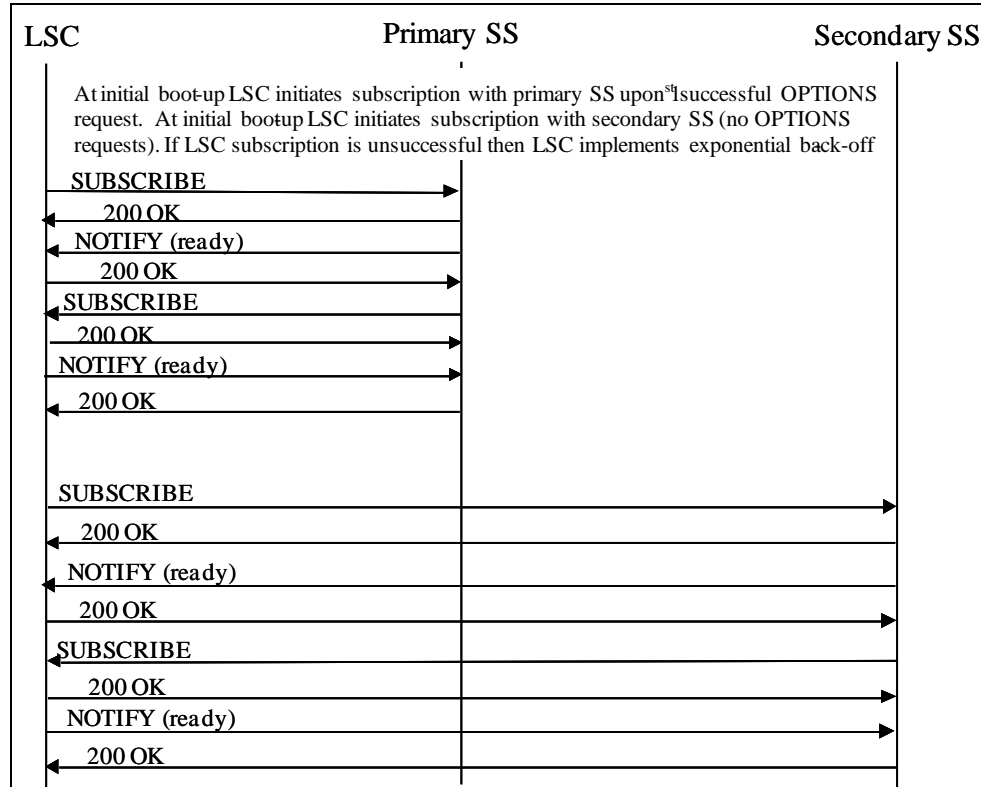 LSC Primary SS Secondary SS
At initial boot-up LSC initiates subscription with primary SS upon 1st successful OPTIONS
request. At initial boot-up LSC initiates subscription with secondary SS (no OPTIONS
requests). If LSC subscription is unsuccessful then LSC implements exponential back-off
SUBSCRIBE
200 OK
NOTIFY (ready)
200 OK
SUBSCRIBE
200 OK
NOTIFY (ready)
200 OK
SUBSCRIBE
200 OK
NOTIFY (ready)
200 OK
SUBSCRIBE
200 OK
NOTIFY (ready)
200 OK